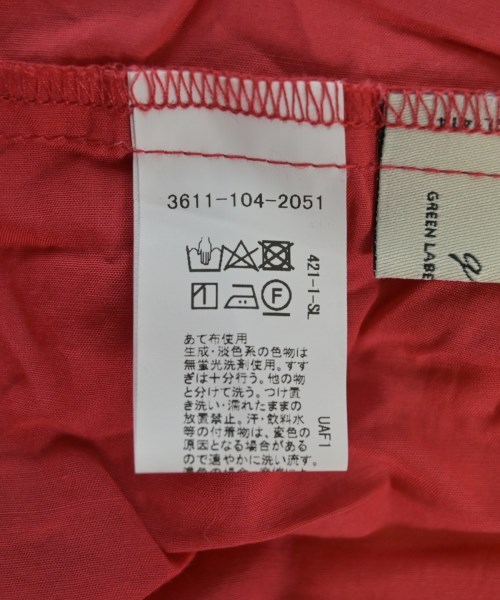 3611-104-2051
421-1-SL
F
あて布使用
生成・淡色系の色物は
無蛍光洗剤使用。すす
ぎは十分行う。他の物
と分けて洗う。つけ置
き洗い・濡れたままの
放置禁止。汗・飲料水
等の付着物は、変色の
原因となる場合がある
ので速やかに洗い流す。
UAF1
GREEN LABE